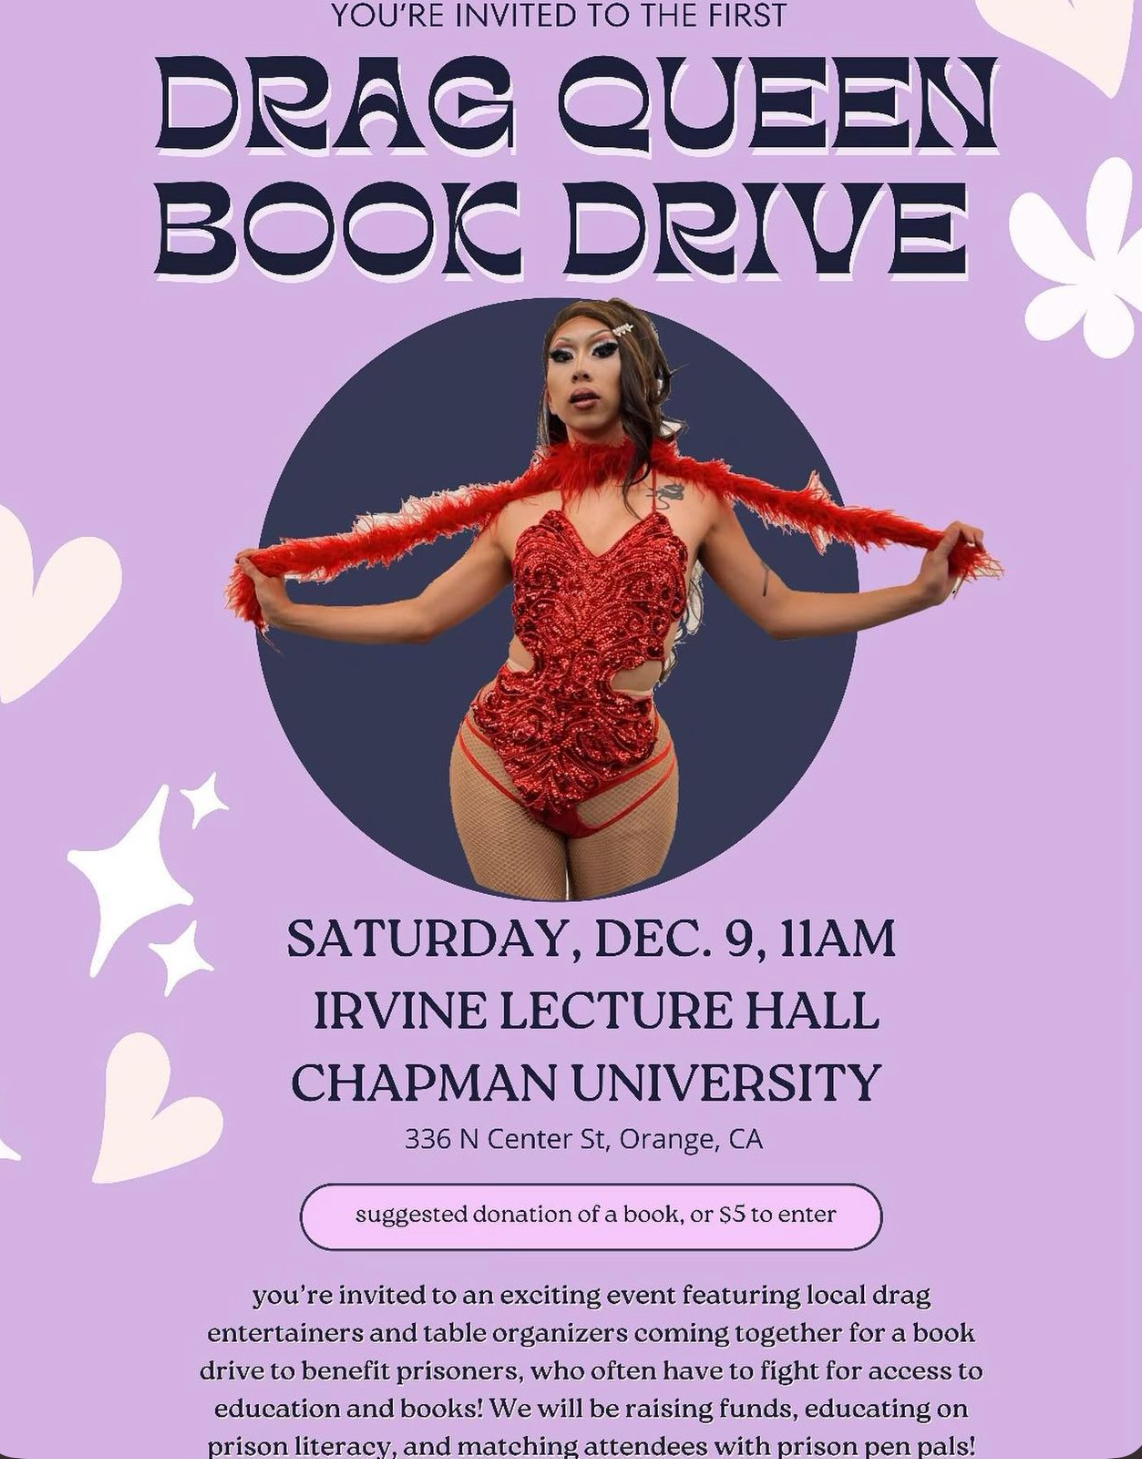 YOU'RE INVITED TO THE FIRST
DRAG QUEEN
BOOK DRIVE
SATURDAY, DEC. 9, 11AM
IRVINE LECTURE HALL
CHAPMAN UNIVERSITY
336 N Center St, Orange, CA
suggested donation of a book, or $5 to enter
you're invited to an exciting event featuring local drag
entertainers and table organizers coming together for a book
drive to benefit prisoners, who often have to fight for access to
education and books! We will be raising funds, educating on
prison literacy, and matching attendees with prison pen pals!